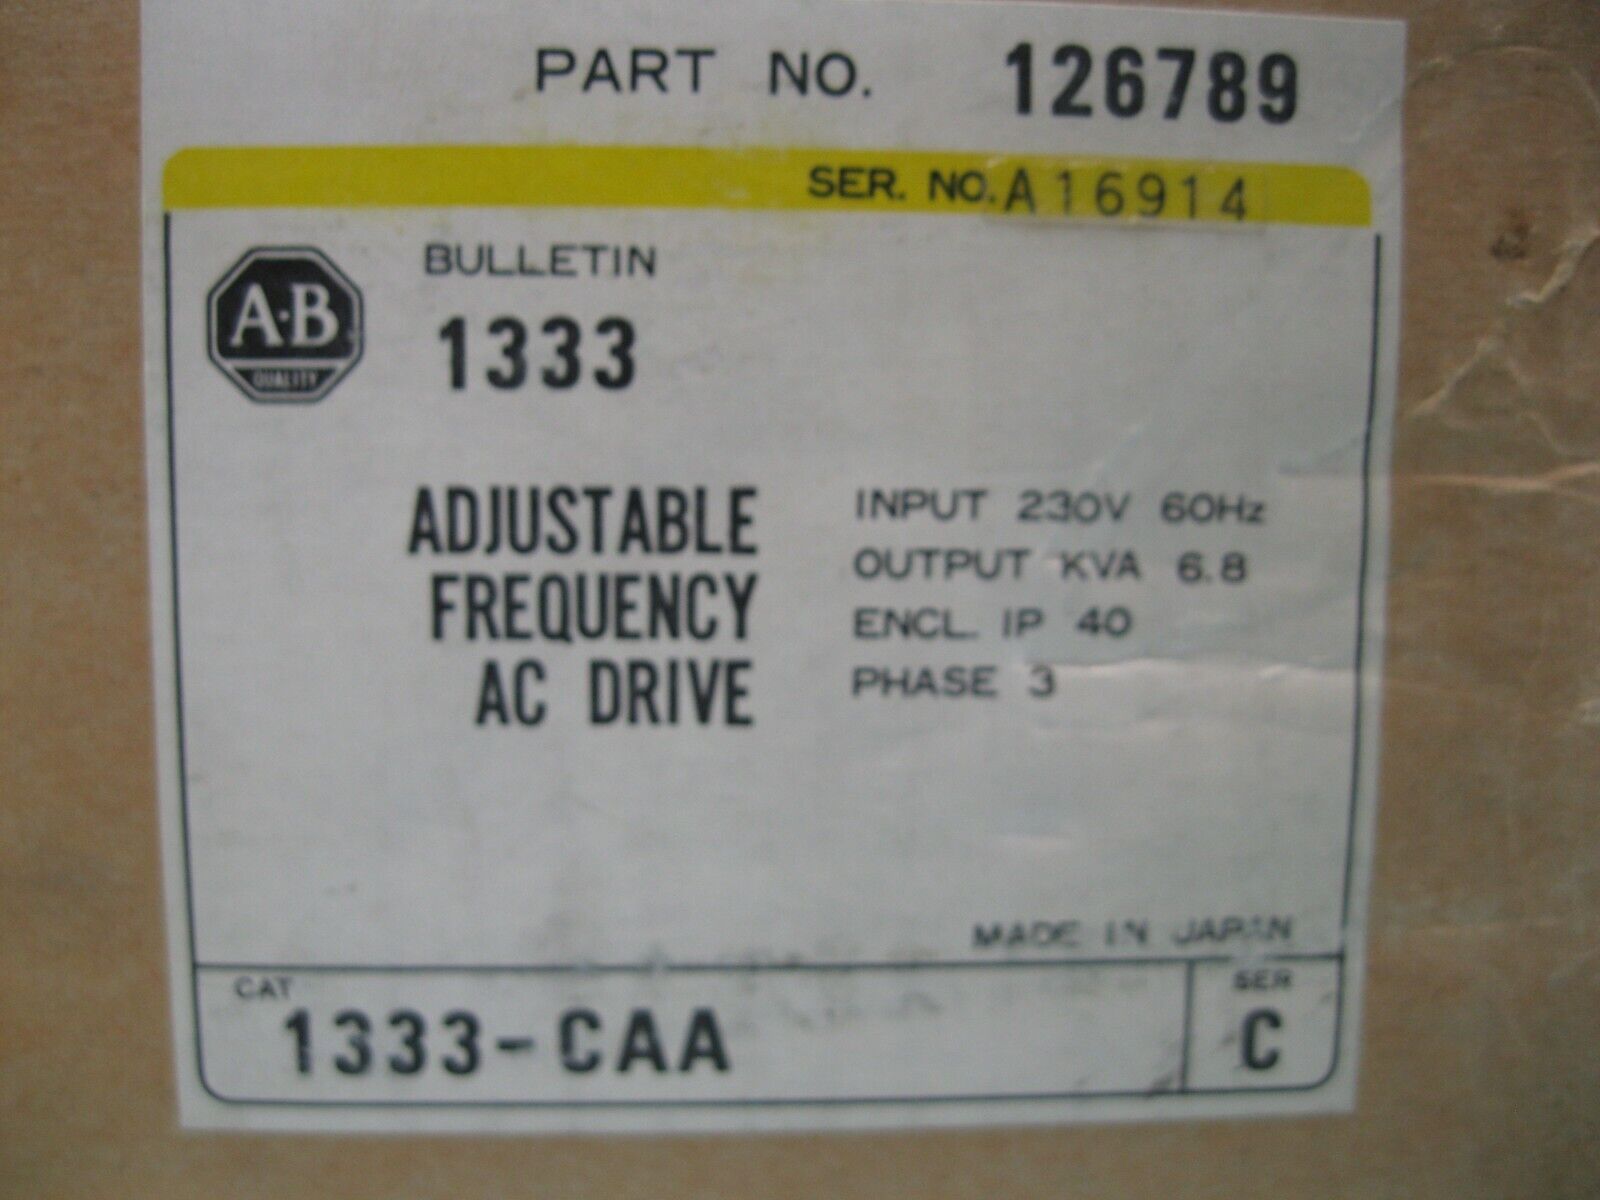 PART NO. 126789
SER. NO. A16914
A·B
QUALITY
BULLETIN
1333
ADJUSTABLE
FREQUENCY
AC DRIVE
INPUT 230V 60Hz
OUTPUT KVA 6.8
ENCL. IP 40
PHASE 3
MADE IN JAPAN
CAT
1333-CAA
SER
C